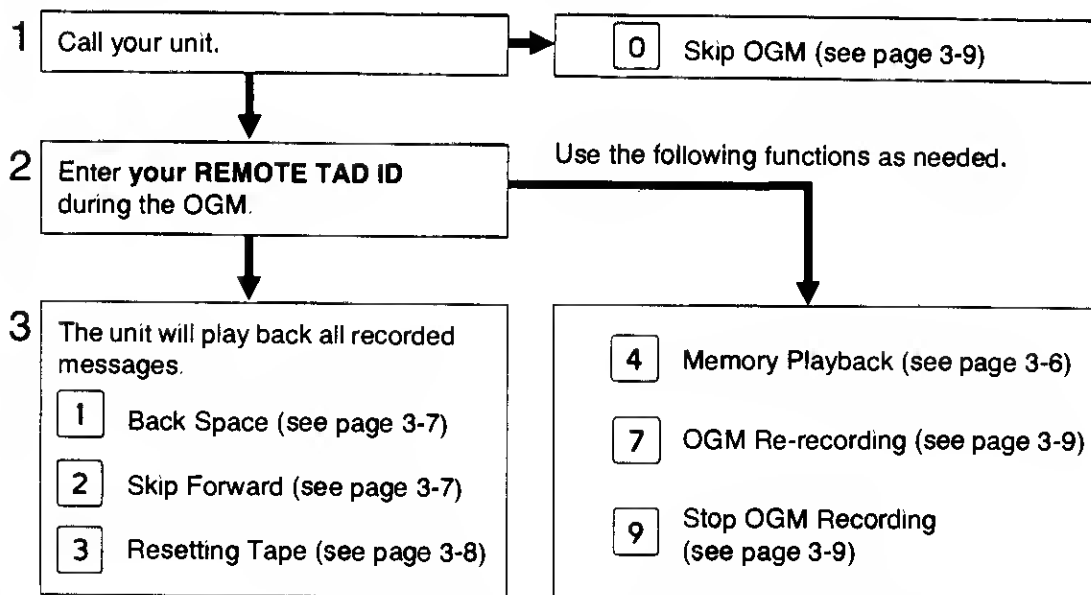 1 Call your unit.
0 Skip OGM (see page 3-9)
2 Enter your REMOTE TAD ID
during the OGM.
Use the following functions as needed.
3 The unit will play back all recorded
messages.
1 Back Space (see page 3-7)
2 Skip Forward (see page 3-7)
3 Resetting Tape (see page 3-8)
4 Memory Playback (see page 3-6)
7 OGM Re-recording (see page 3-9)
9 Stop OGM Recording
(see page 3-9)